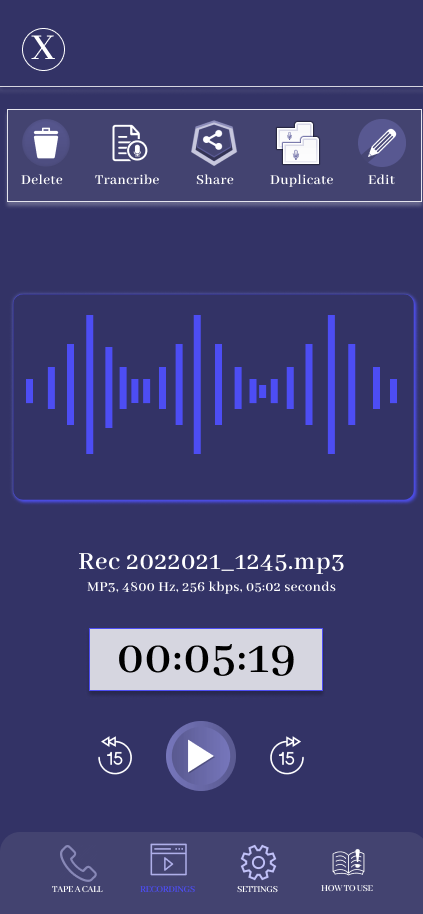 X
Delete Trancribe Share Duplicate Edit
Rec 2022021_1245.mp3
MP3, 4800 Hz, 256 kbps, 05:02 seconds
00:05:19
15 15
TAPE A CALL RECORDINGS SETTINGS HOW TO USE